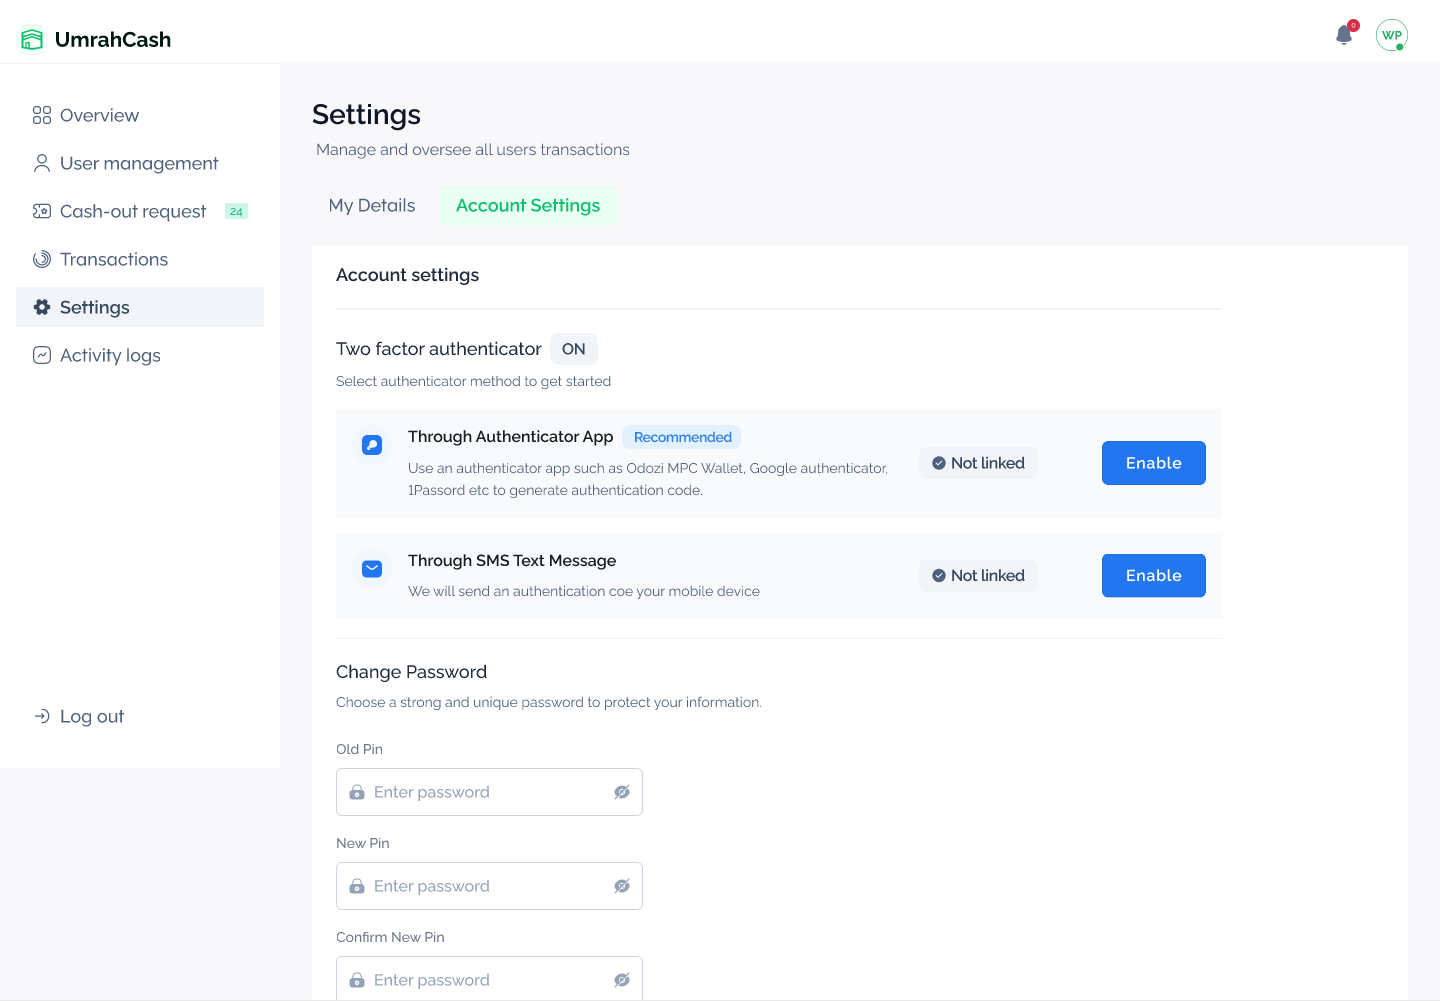 UmrahCash
0
WP
Overview
User management
Cash-out request 24
Transactions
Settings
Activity logs
Log out
Settings
Manage and oversee all users transactions
My Details
Account Settings
Account settings
Two factor authenticator ON
Select authenticator method to get started
Through Authenticator App Recommended
Use an authenticator app such as Odozi MPC Wallet, Google authenticator,
1Passord etc to generate authentication code.
Not linked
Enable
Through SMS Text Message
We will send an authentication coe your mobile device
Not linked
Enable
Change Password
Choose a strong and unique password to protect your information.
Old Pin
Enter password
New Pin
Enter password
Confirm New Pin
Enter password